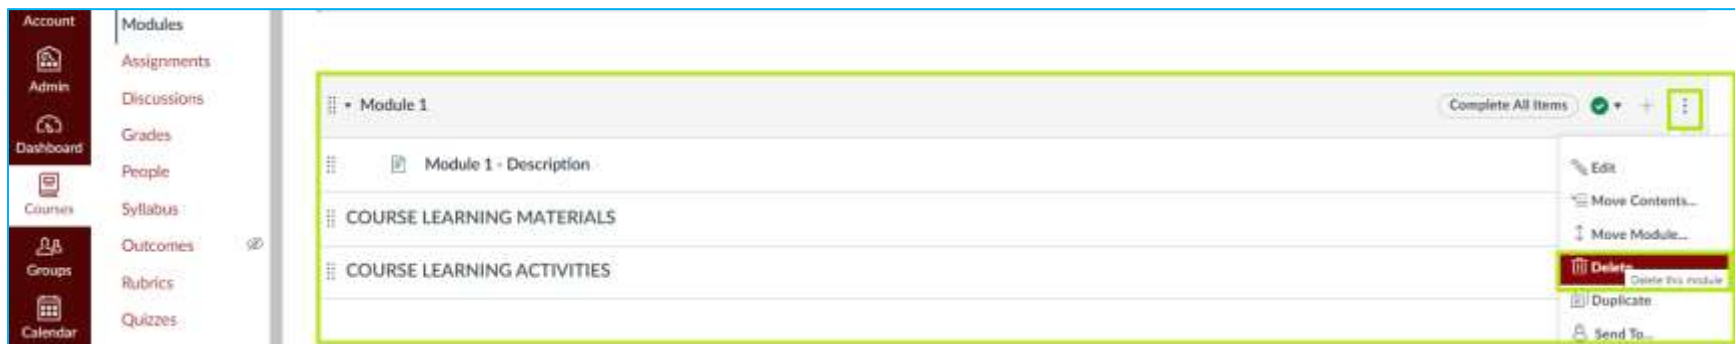 Account
Admin
Dashboard
Courses
Groups
Calendar
Modules
Assignments
Discussions
Grades
People
Syllabus
Outcomes
Rubrics
Quizzes
Module 1
Complete All Items
Module 1 - Description
COURSE LEARNING MATERIALS
COURSE LEARNING ACTIVITIES
Edit
Move Contents...
Move Module...
Delete
Delete this module
Duplicate
Send To...